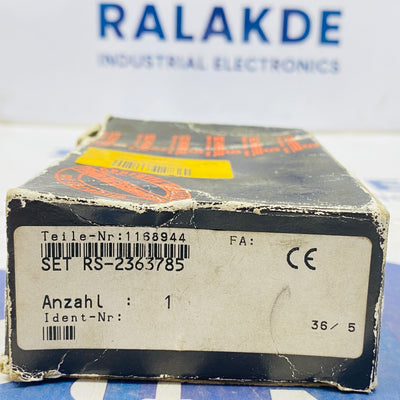 RALAKDE
INDUSTRIAL ELECTRONICS
Teile-Nr:1168944 FA:
SET RS-2363785 CE
Anzahl : 1
Ident-Nr: 36/ 5